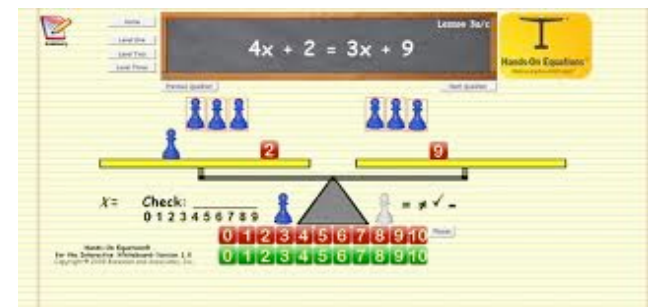 Home
Lesson 3a/c
Level One
Level Two
Level Three
4x + 2 = 3x + 9
Hands-On Equations
Previous Question
Next Question
2
9
X=
Check:
= ≠ ✓ -
0 1 2 3 4 5 6 7 8 9
0 1 2 3 4 5 6 7 8 9 10
0 1 2 3 4 5 6 7 8 9 10
Hands-On Equations®
For the Interactive Whiteboard Version 1.0